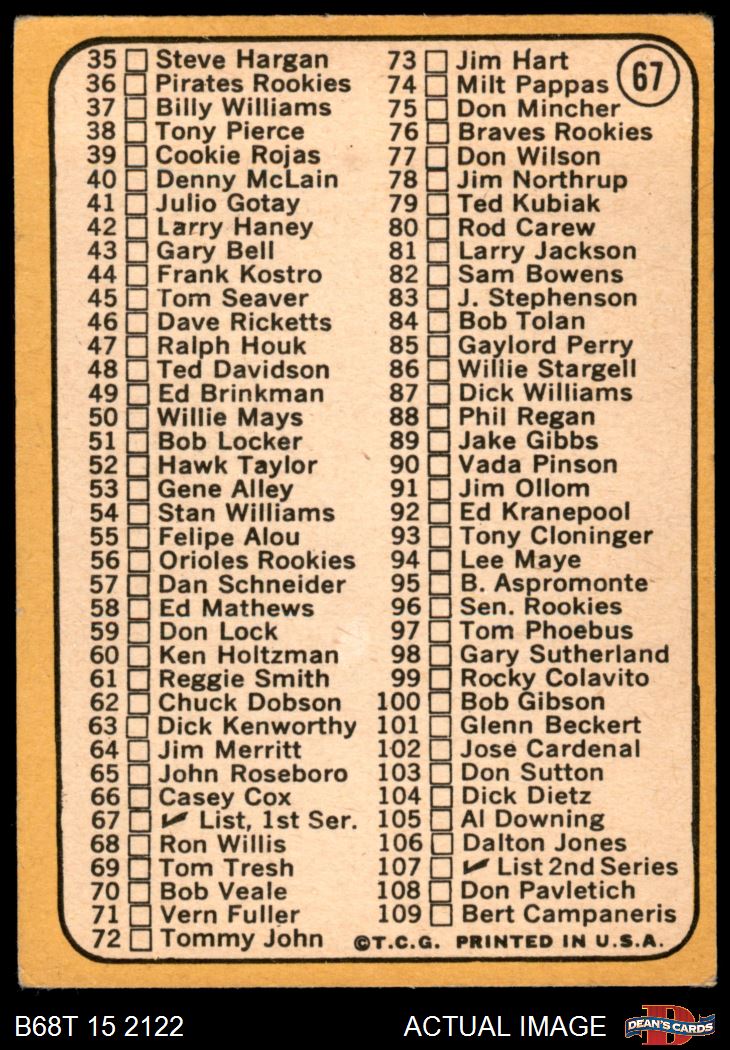 35 Steve Hargan
36 Pirates Rookies
37 Billy Williams
38 Tony Pierce
39 Cookie Rojas
40 Denny McLain
41 Julio Gotay
42 Larry Haney
43 Gary Bell
44 Frank Kostro
45 Tom Seaver
46 Dave Ricketts
47 Ralph Houk
48 Ted Davidson
49 Ed Brinkman
50 Willie Mays
51 Bob Locker
52 Hawk Taylor
53 Gene Alley
54 Stan Williams
55 Felipe Alou
56 Orioles Rookies
57 Dan Schneider
58 Ed Mathews
59 Don Lock
60 Ken Holtzman
61 Reggie Smith
62 Chuck Dobson
63 Dick Kenworthy
64 Jim Merritt
65 John Roseboro
66 Casey Cox
67 ✔ List, 1st Ser.
68 Ron Willis
69 Tom Tresh
70 Bob Veale
71 Vern Fuller
72 Tommy John
73 Jim Hart
74 Milt Pappas
75 Don Mincher
76 Braves Rookies
77 Don Wilson
78 Jim Northrup
79 Ted Kubiak
80 Rod Carew
81 Larry Jackson
82 Sam Bowens
83 J. Stephenson
84 Bob Tolan
85 Gaylord Perry
86 Willie Stargell
87 Dick Williams
88 Phil Regan
89 Jake Gibbs
90 Vada Pinson
91 Jim Ollom
92 Ed Kranepool
93 Tony Cloninger
94 Lee Maye
95 B. Aspromonte
96 Sen. Rookies
97 Tom Phoebus
98 Gary Sutherland
99 Rocky Colavito
100 Bob Gibson
101 Glenn Beckert
102 Jose Cardenal
103 Don Sutton
104 Dick Dietz
105 Al Downing
106 Dalton Jones
107 ✔ List 2nd Series
108 Don Pavletich
109 Bert Campaneris
67
©T.C.G. PRINTED IN U.S.A.
B68T 15 2122
ACTUAL IMAGE
D
DEAN'S CARDS